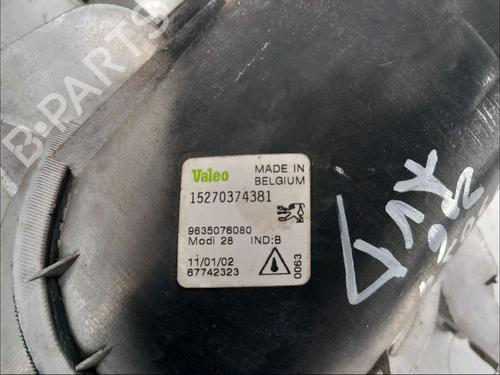 B-PARTS
Valeo
MADE IN
BELGIUM
15270374381
9635076080
Modi 28 IND:B
11/01/02
67742323
0063